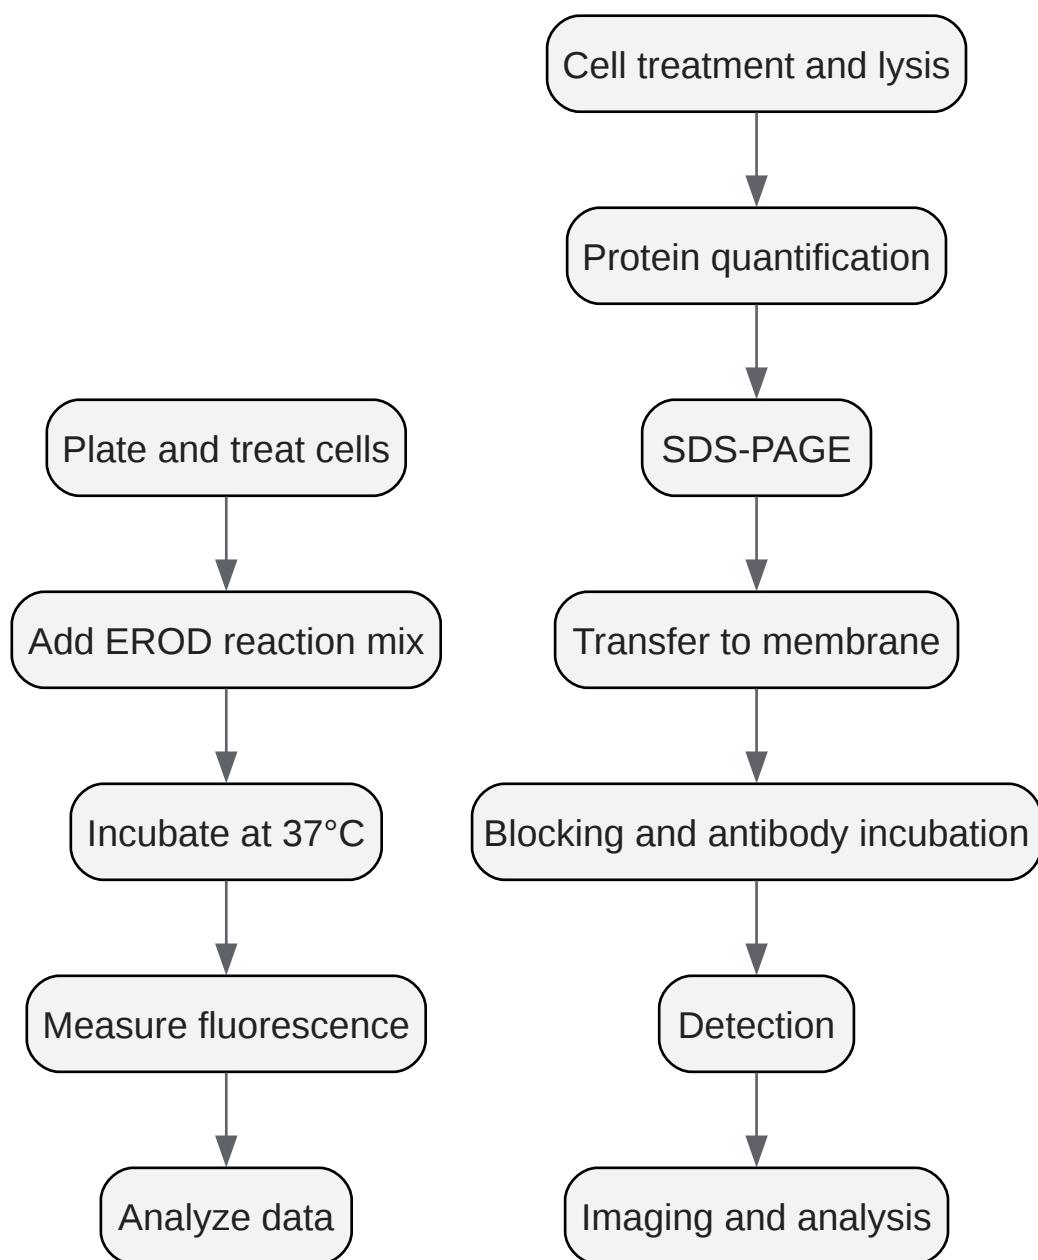 Cell treatment and lysis
Protein quantification
SDS-PAGE
Transfer to membrane
Blocking and antibody incubation
Detection
Imaging and analysis
Plate and treat cells
Add EROD reaction mix
Incubate at 37°C
Measure fluorescence
Analyze data